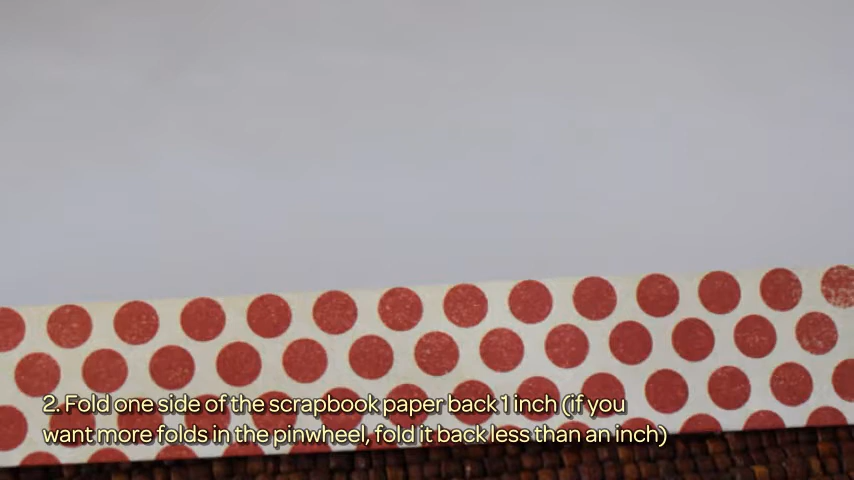 2. Fold one side of the scrapbook paper back 1 inch (if you
want more folds in the pinwheel, fold it back less than an inch)